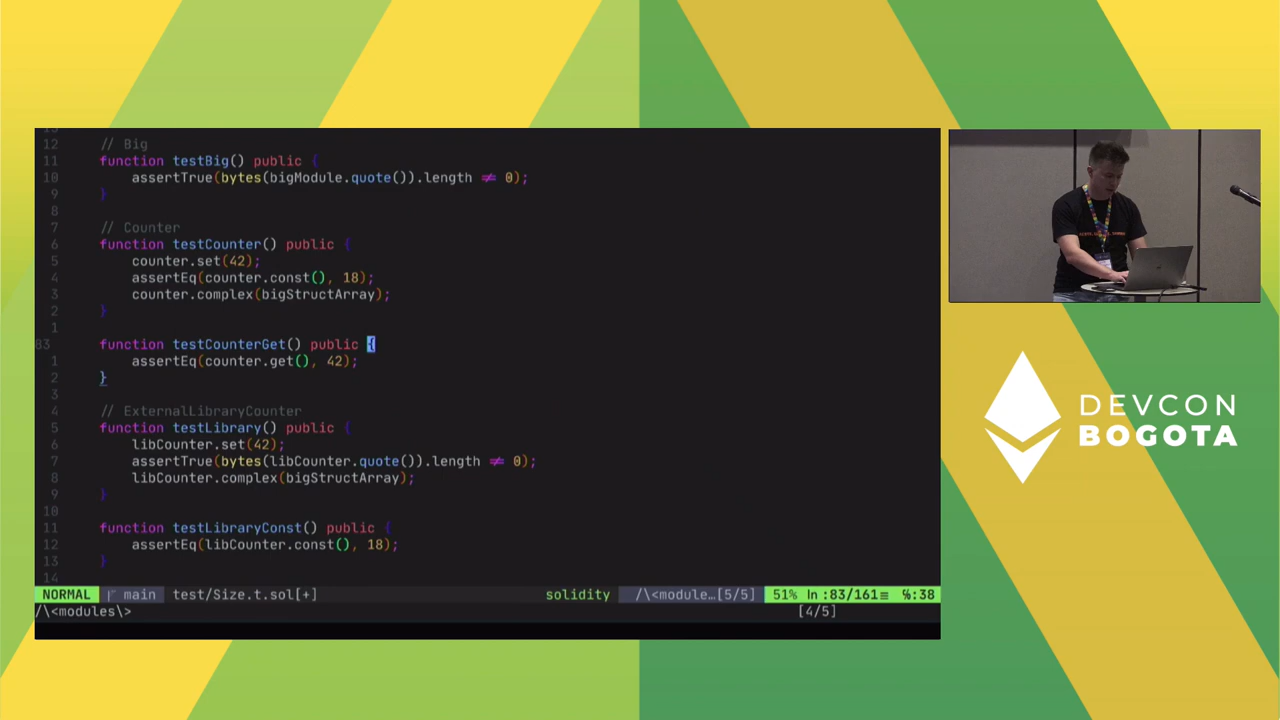 13
12 // Big
11 function testBig() public {
10 assertTrue(bytes(bigModule.quote()).length ≠ 0);
9 }
8
7 // Counter
6 function testCounter() public {
5 counter.set(42);
4 assertEq(counter.const(), 18);
3 counter.complex(bigStructArray);
2 }
1
83 function testCounterGet() public {
1 assertEq(counter.get(), 42);
2 }
3
4 // ExternalLibraryCounter
5 function testLibrary() public {
6 libCounter.set(42);
7 assertTrue(bytes(libCounter.quote()).length ≠ 0);
8 libCounter.complex(bigStructArray);
9 }
10
11 function testLibraryConst() public {
12 assertEq(libCounter.const(), 18);
13 }
14
NORMAL main test/Size.t.sol[+] solidity /\<module…[5/5] 51% ln :83/161≡ ℅:38
/\<modules\> [4/5]
DEVCON
BOGOTA